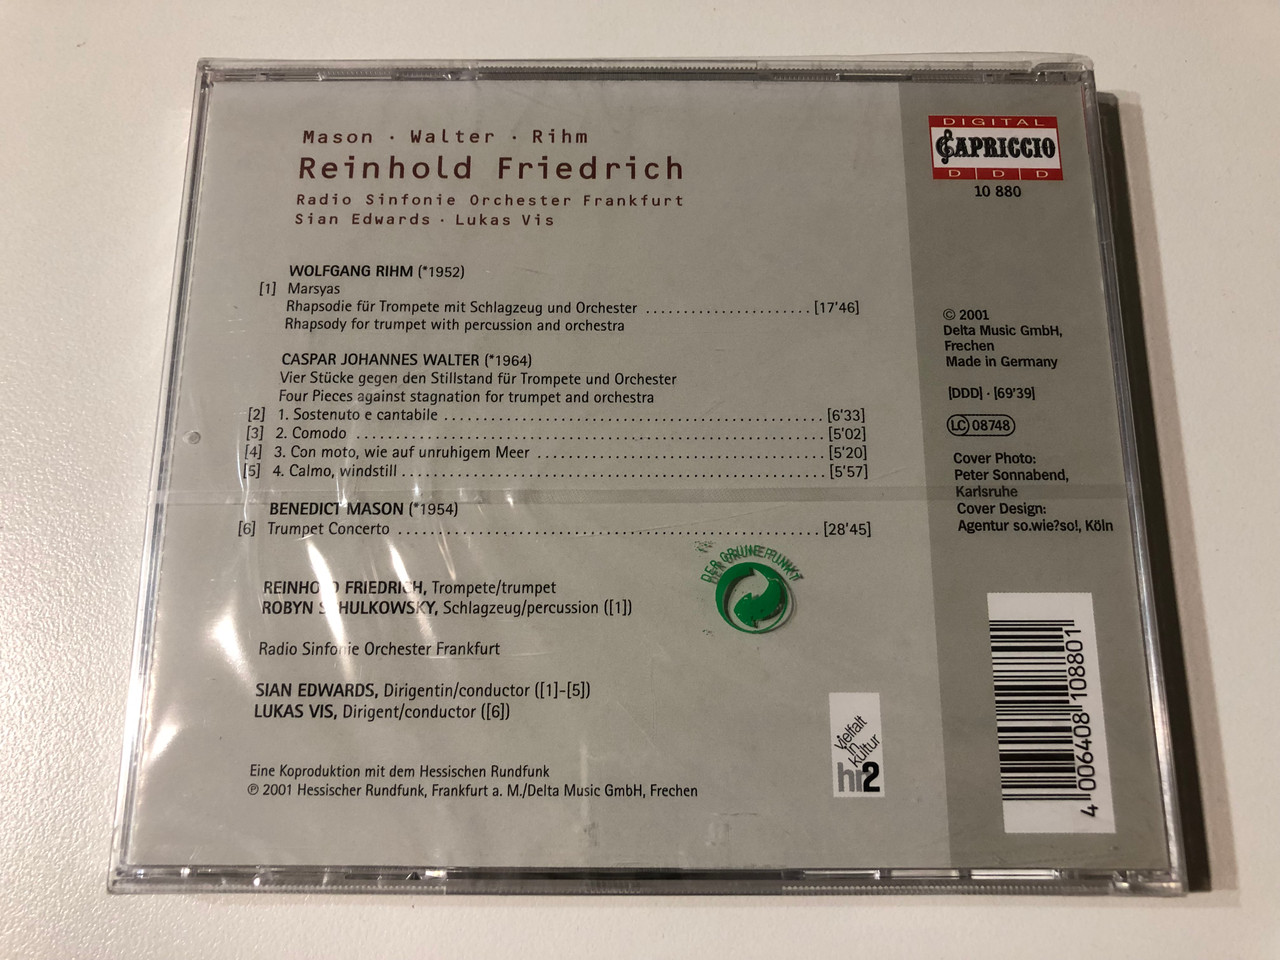 Mason · Walter · Rihm
Reinhold Friedrich
Radio Sinfonie Orchester Frankfurt
Sian Edwards · Lukas Vis
WOLFGANG RIHM (*1952)
[1] Marsyas
Rhapsodie für Trompete mit Schlagzeug und Orchester ........................ [17'46]
Rhapsody for trumpet with percussion and orchestra
CASPAR JOHANNES WALTER (*1964)
Vier Stücke gegen den Stillstand für Trompete und Orchester
Four Pieces against stagnation for trumpet and orchestra
[2] 1. Sostenuto e cantabile ........................ [6'33]
[3] 2. Comodo ........................ [5'02]
[4] 3. Con moto, wie auf unruhigem Meer ........................ [5'20]
[5] 4. Calmo, windstill ........................ [5'57]
BENEDICT MASON (*1954)
[6] Trumpet Concerto ........................ [28'45]
DER GRÜNE PUNKT
REINHOLD FRIEDRICH, Trompete/trumpet
ROBYN SCHULKOWSKY, Schlagzeug/percussion ([1])
Radio Sinfonie Orchester Frankfurt
SIAN EDWARDS, Dirigentin/conductor ([1]-[5])
LUKAS VIS, Dirigent/conductor ([6])
Eine Koproduktion mit dem Hessischen Rundfunk
℗ 2001 Hessischer Rundfunk, Frankfurt a. M./Delta Music GmbH, Frechen
vielfalt
in
kultur
hr2
DIGITAL
CAPRICCIO
D D D
10 880
© 2001
Delta Music GmbH,
Frechen
Made in Germany
[DDD] · [69'39]
LC 08748
Cover Photo:
Peter Sonnabend,
Karlsruhe
Cover Design:
Agentur so.wie?so!, Köln
4 006408 108801